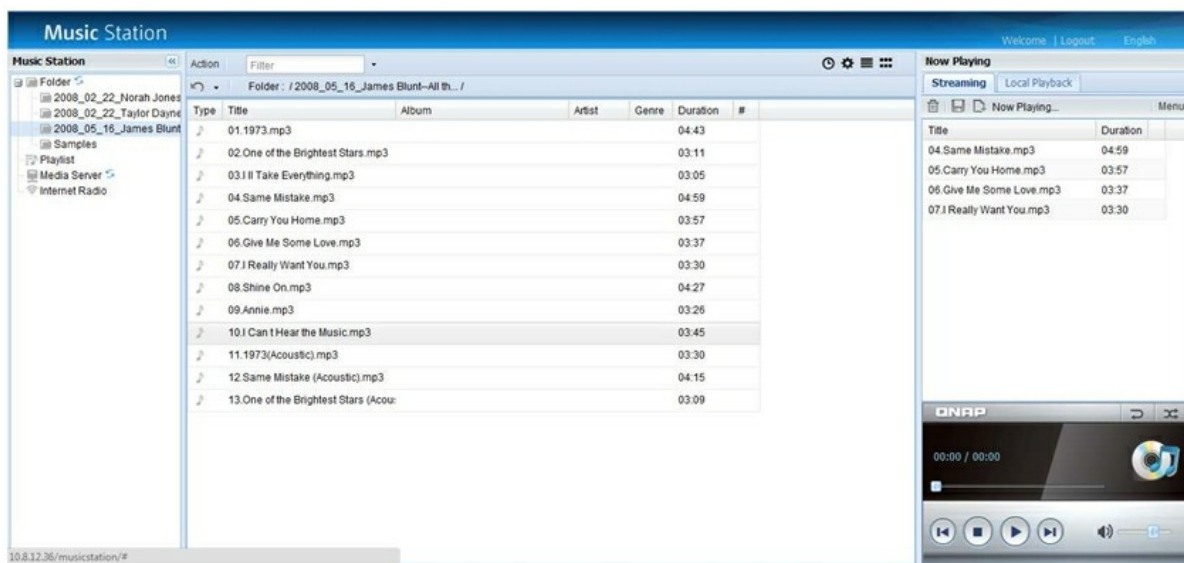 Music Station
Welcome | Logout English
Music Station
Folder
2008_02_22_Norah Jones
2008_02_22_Taylor Dayne
2008_05_16_James Blunt
Samples
Playlist
Media Server
Internet Radio
Action Filter
Folder : / 2008_05_16_James Blunt--All th... /
Type Title Album Artist Genre Duration #
01.1973.mp3 04:43
02.One of the Brightest Stars.mp3 03:11
03.I ll Take Everything.mp3 03:05
04.Same Mistake.mp3 04:59
05.Carry You Home.mp3 03:57
06.Give Me Some Love.mp3 03:37
07.I Really Want You.mp3 03:30
08.Shine On.mp3 04:27
09.Annie.mp3 03:26
10.I Can t Hear the Music.mp3 03:45
11.1973(Acoustic).mp3 03:30
12.Same Mistake (Acoustic).mp3 04:15
13.One of the Brightest Stars (Acou: 03:09
Now Playing
Streaming Local Playback
Now Playing... Menu
Title Duration
04.Same Mistake.mp3 04:59
05.Carry You Home.mp3 03:57
06.Give Me Some Love.mp3 03:37
07.I Really Want You.mp3 03:30
QNAP
00:00 / 00:00
10.8.12.36/musicstation/#